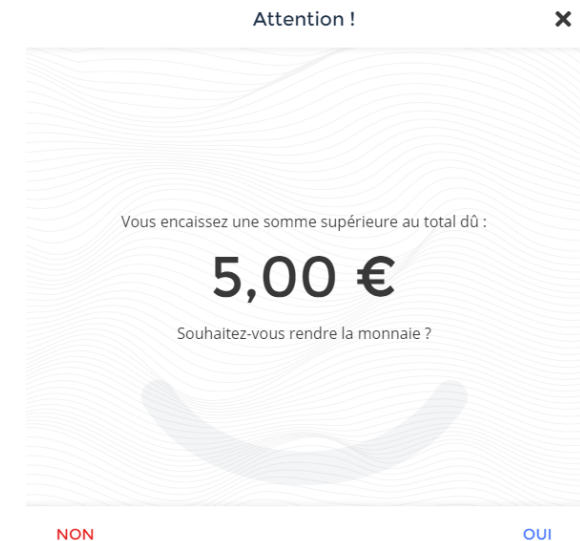 Attention !
Vous encaissez une somme supérieure au total dû :
5,00 €
Souhaitez-vous rendre la monnaie ?
NON
OUI